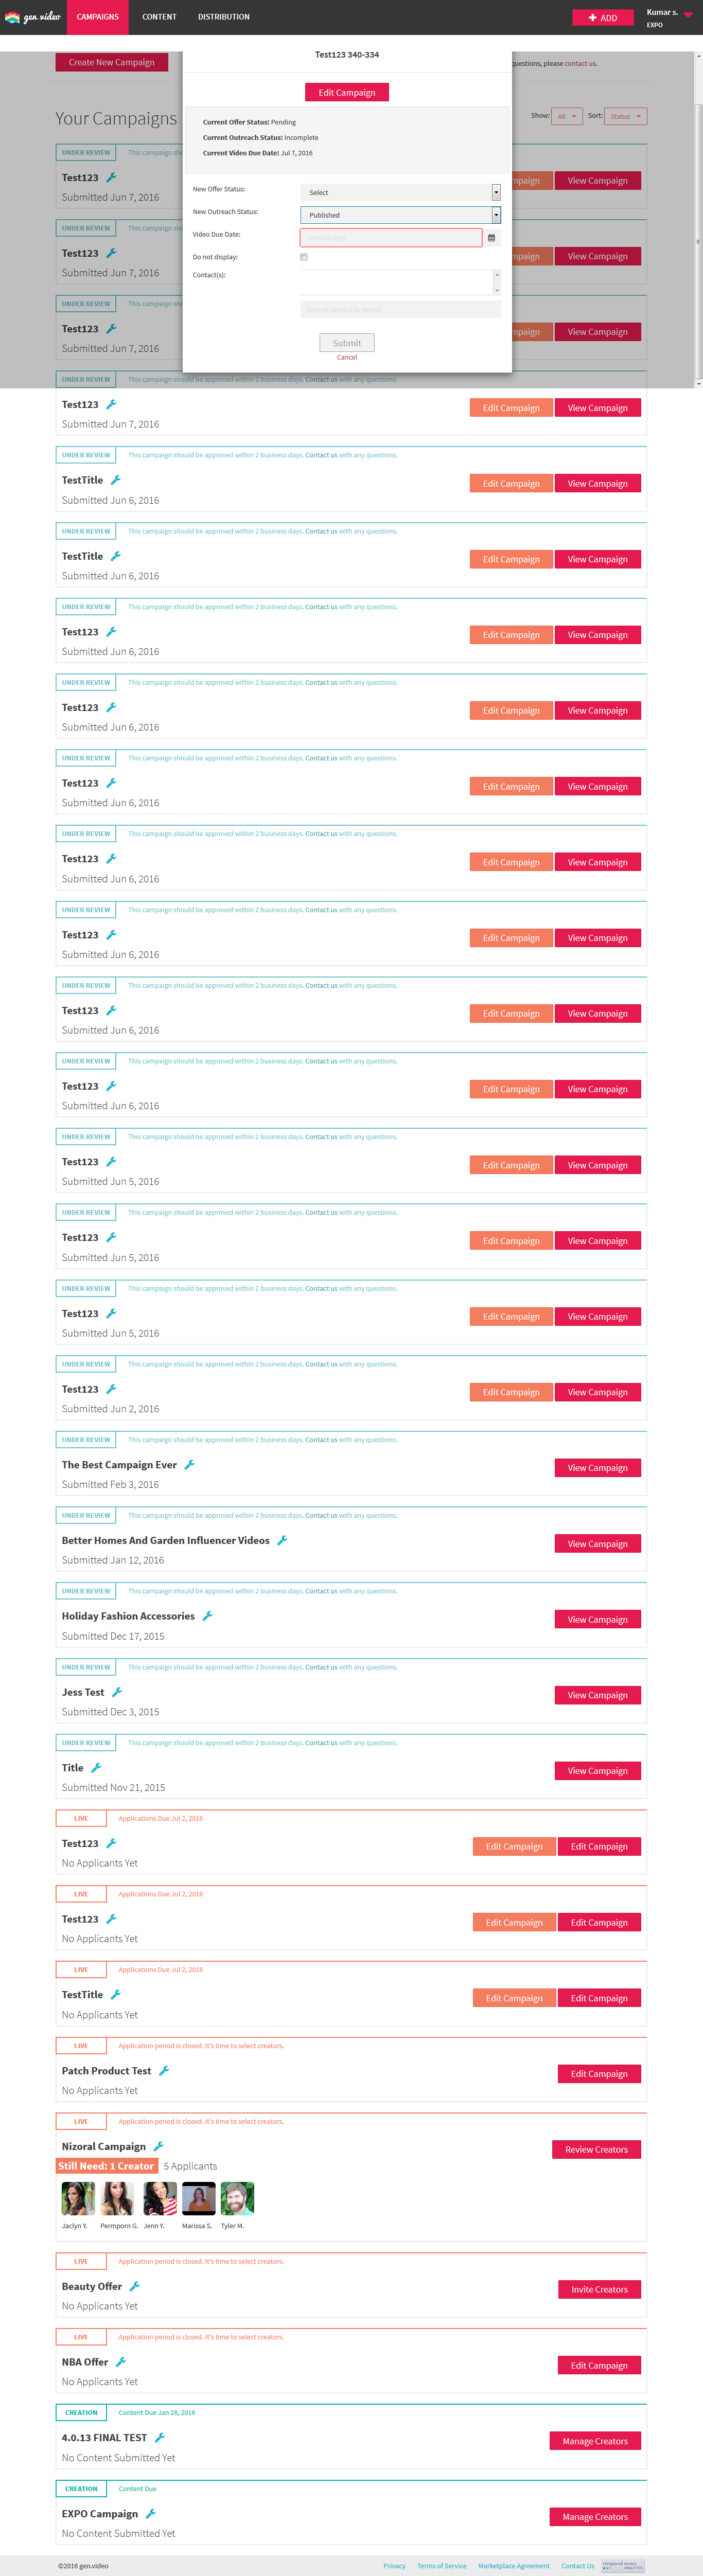 gen.video CAMPAIGNS CONTENT DISTRIBUTION ADD Kumar s.
EXPO
Test123 340-334
Create New Campaign questions, please contact us.
Edit Campaign
Your Campaigns Show: All Sort: Status
Current Offer Status: Pending
Current Outreach Status: Incomplete
Current Video Due Date: Jul 7, 2016
New Offer Status: Select
New Outreach Status: Published
Video Due Date: mm/dd/yyyy
Do not display:
Contact(s):
Type in contact to search
Submit
Cancel
UNDER REVIEW This campaign
Test123 View Campaign
Submitted Jun 7, 2016
UNDER REVIEW This campaign
Test123 View Campaign
Submitted Jun 7, 2016
UNDER REVIEW This campaign
Test123 View Campaign
Submitted Jun 7, 2016
UNDER REVIEW This campaign should be approved within 2 business days. Contact us with any questions.
Test123 Edit Campaign View Campaign
Submitted Jun 7, 2016
UNDER REVIEW This campaign should be approved within 2 business days. Contact us with any questions.
TestTitle Edit Campaign View Campaign
Submitted Jun 6, 2016
UNDER REVIEW This campaign should be approved within 2 business days. Contact us with any questions.
TestTitle Edit Campaign View Campaign
Submitted Jun 6, 2016
UNDER REVIEW This campaign should be approved within 2 business days. Contact us with any questions.
Test123 Edit Campaign View Campaign
Submitted Jun 6, 2016
UNDER REVIEW This campaign should be approved within 2 business days. Contact us with any questions.
Test123 Edit Campaign View Campaign
Submitted Jun 6, 2016
UNDER REVIEW This campaign should be approved within 2 business days. Contact us with any questions.
Test123 Edit Campaign View Campaign
Submitted Jun 6, 2016
UNDER REVIEW This campaign should be approved within 2 business days. Contact us with any questions.
Test123 Edit Campaign View Campaign
Submitted Jun 6, 2016
UNDER REVIEW This campaign should be approved within 2 business days. Contact us with any questions.
Test123 Edit Campaign View Campaign
Submitted Jun 6, 2016
UNDER REVIEW This campaign should be approved within 2 business days. Contact us with any questions.
Test123 Edit Campaign View Campaign
Submitted Jun 6, 2016
UNDER REVIEW This campaign should be approved within 2 business days. Contact us with any questions.
Test123 Edit Campaign View Campaign
Submitted Jun 6, 2016
UNDER REVIEW This campaign should be approved within 2 business days. Contact us with any questions.
Test123 Edit Campaign View Campaign
Submitted Jun 5, 2016
UNDER REVIEW This campaign should be approved within 2 business days. Contact us with any questions.
Test123 Edit Campaign View Campaign
Submitted Jun 5, 2016
UNDER REVIEW This campaign should be approved within 2 business days. Contact us with any questions.
Test123 Edit Campaign View Campaign
Submitted Jun 5, 2016
UNDER REVIEW This campaign should be approved within 2 business days. Contact us with any questions.
Test123 Edit Campaign View Campaign
Submitted Jun 2, 2016
UNDER REVIEW This campaign should be approved within 2 business days. Contact us with any questions.
The Best Campaign Ever View Campaign
Submitted Feb 3, 2016
UNDER REVIEW This campaign should be approved within 2 business days. Contact us with any questions.
Better Homes And Garden Influencer Videos View Campaign
Submitted Jan 12, 2016
UNDER REVIEW This campaign should be approved within 2 business days. Contact us with any questions.
Holiday Fashion Accessories View Campaign
Submitted Dec 17, 2015
UNDER REVIEW This campaign should be approved within 2 business days. Contact us with any questions.
Jess Test View Campaign
Submitted Dec 3, 2015
UNDER REVIEW This campaign should be approved within 2 business days. Contact us with any questions.
Title View Campaign
Submitted Nov 21, 2015
LIVE Applications Due Jul 2, 2016
Test123 Edit Campaign Edit Campaign
No Applicants Yet
LIVE Applications Due Jul 2, 2016
Test123 Edit Campaign Edit Campaign
No Applicants Yet
LIVE Applications Due Jul 2, 2016
TestTitle Edit Campaign Edit Campaign
No Applicants Yet
LIVE Application period is closed. It's time to select creators.
Patch Product Test Edit Campaign
No Applicants Yet
LIVE Application period is closed. It's time to select creators.
Nizoral Campaign Review Creators
Still Need: 1 Creator 5 Applicants
Jaclyn Y. Permporn G. Jenn Y. Marissa S. Tyler M.
LIVE Application period is closed. It's time to select creators.
Beauty Offer Invite Creators
No Applicants Yet
LIVE Application period is closed. It's time to select creators.
NBA Offer Edit Campaign
No Applicants Yet
CREATION Content Due Jan 28, 2016
4.0.13 FINAL TEST Manage Creators
No Content Submitted Yet
CREATION Content Due
EXPO Campaign Manage Creators
No Content Submitted Yet
©2016 gen.video Privacy Terms of Service Marketplace Agreement Contact Us